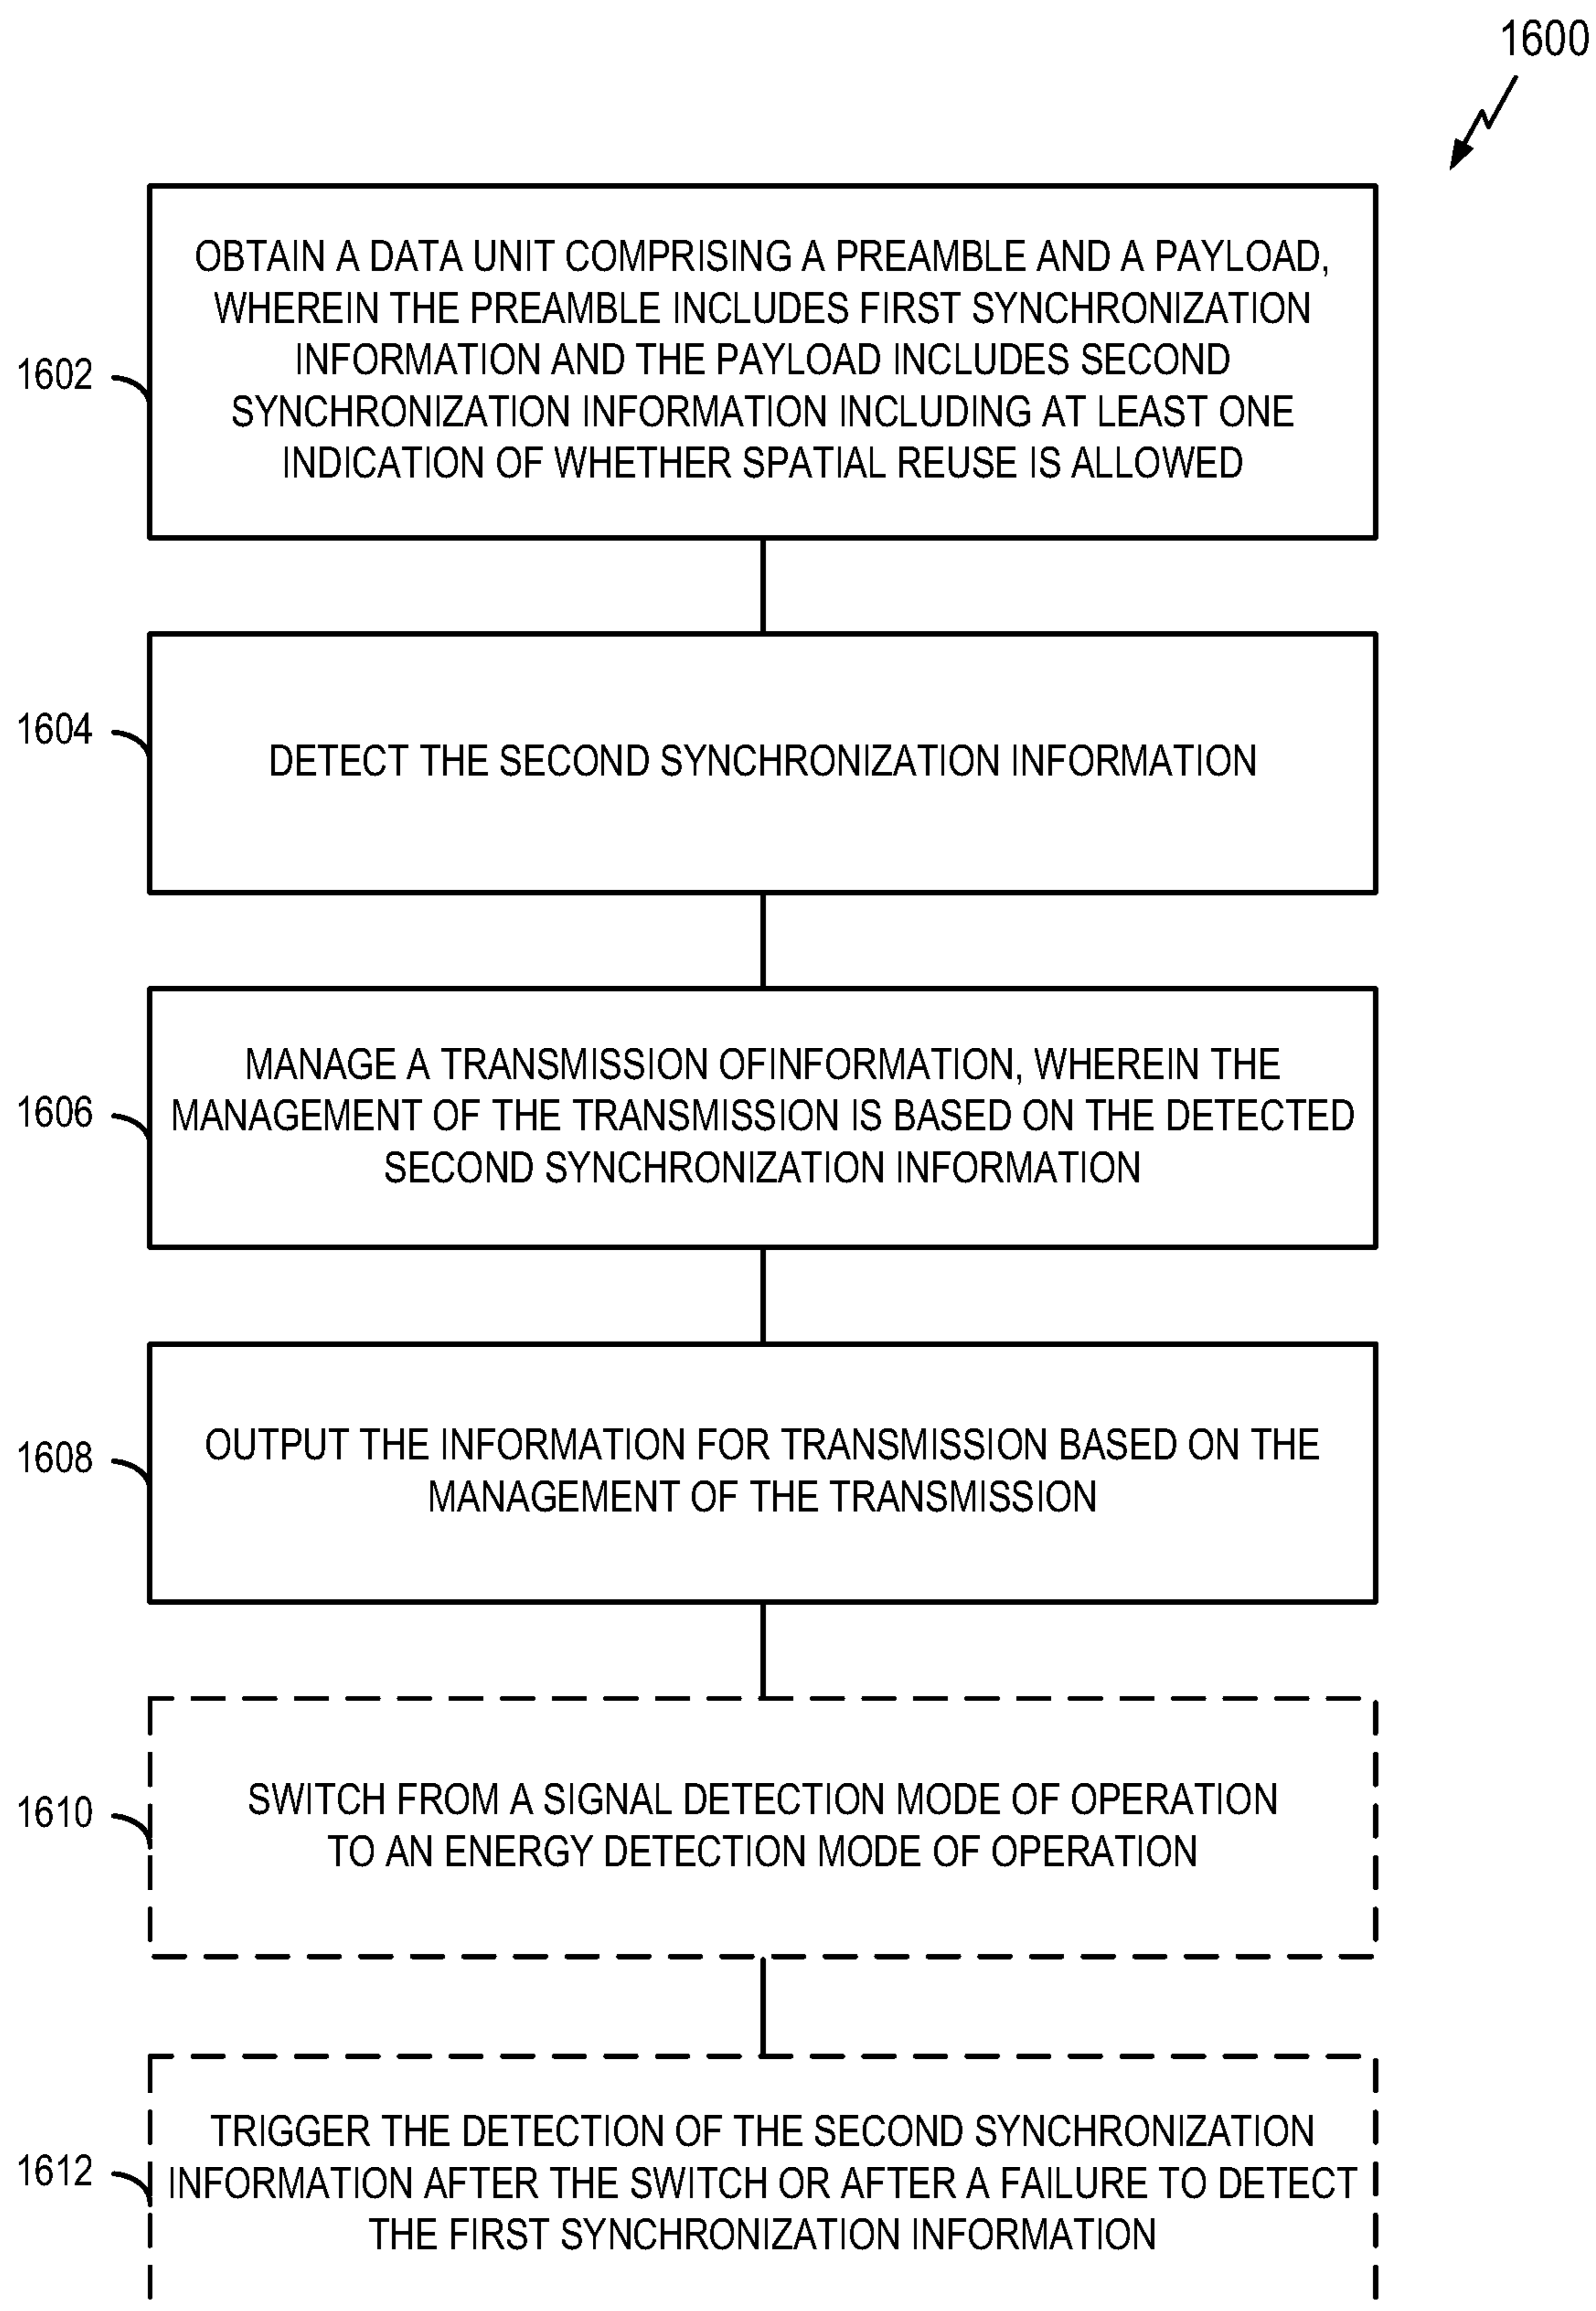 1600
OBTAIN A DATA UNIT COMPRISING A PREAMBLE AND A PAYLOAD,
WHEREIN THE PREAMBLE INCLUDES FIRST SYNCHRONIZATION
INFORMATION AND THE PAYLOAD INCLUDES SECOND
SYNCHRONIZATION INFORMATION INCLUDING AT LEAST ONE
INDICATION OF WHETHER SPATIAL REUSE IS ALLOWED
1602
DETECT THE SECOND SYNCHRONIZATION INFORMATION
1604
MANAGE A TRANSMISSION OFINFORMATION, WHEREIN THE
MANAGEMENT OF THE TRANSMISSION IS BASED ON THE DETECTED
SECOND SYNCHRONIZATION INFORMATION
1606
OUTPUT THE INFORMATION FOR TRANSMISSION BASED ON THE
MANAGEMENT OF THE TRANSMISSION
1608
SWITCH FROM A SIGNAL DETECTION MODE OF OPERATION
TO AN ENERGY DETECTION MODE OF OPERATION
1610
TRIGGER THE DETECTION OF THE SECOND SYNCHRONIZATION
INFORMATION AFTER THE SWITCH OR AFTER A FAILURE TO DETECT
THE FIRST SYNCHRONIZATION INFORMATION
1612